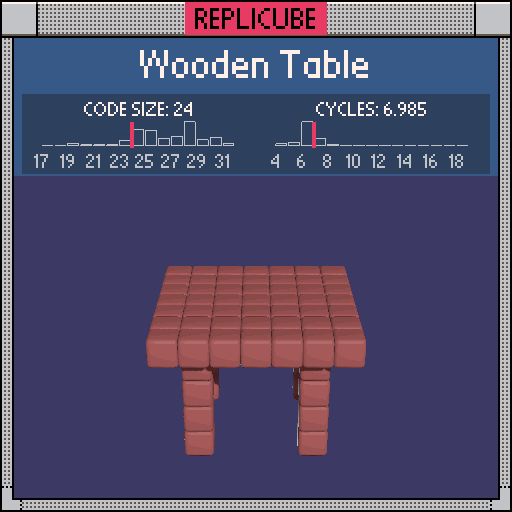 REPLICUBE
Wooden Table
CODE SIZE: 24 CYCLES: 6.985
17 19 21 23 25 27 29 31 4 6 8 10 12 14 16 18